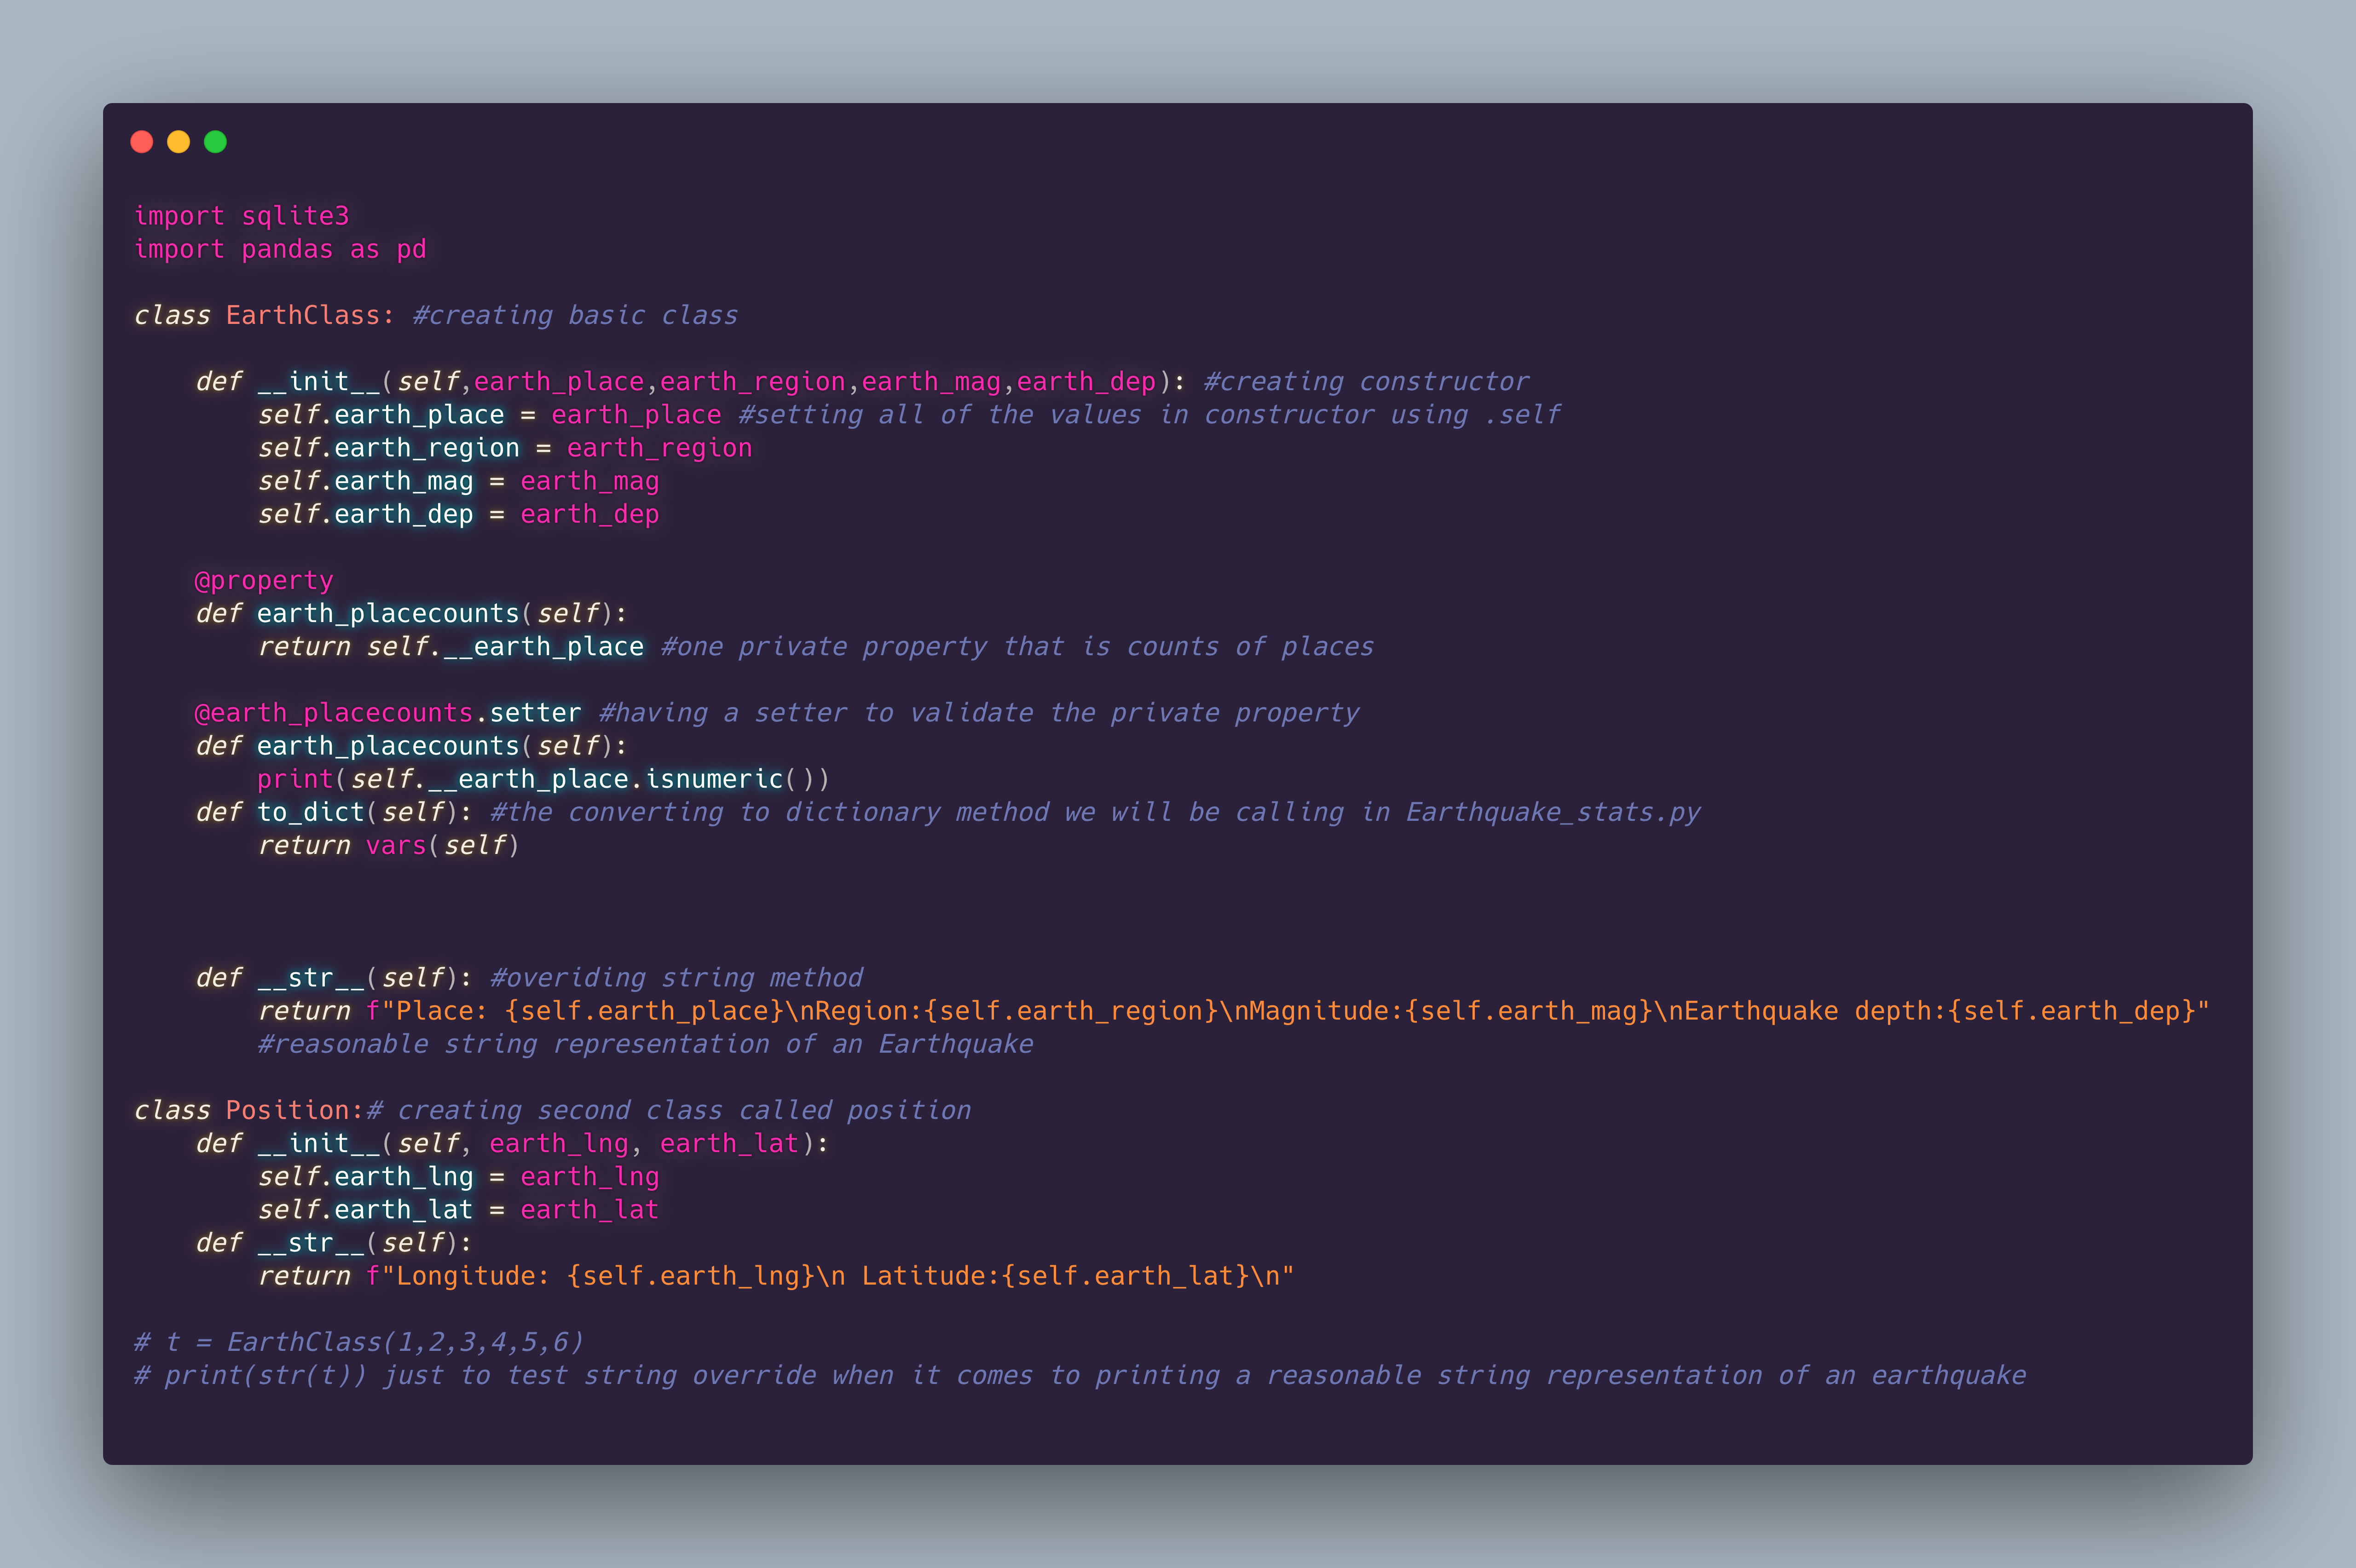 import sqlite3
import pandas as pd
class EarthClass: #creating basic class
def __init__(self,earth_place,earth_region,earth_mag,earth_dep): #creating constructor
self.earth_place = earth_place #setting all of the values in constructor using .self
self.earth_region = earth_region
self.earth_mag = earth_mag
self.earth_dep = earth_dep
@property
def earth_placecounts(self):
return self.__earth_place #one private property that is counts of places
@earth_placecounts.setter #having a setter to validate the private property
def earth_placecounts(self):
print(self.__earth_place.isnumeric())
def to_dict(self): #the converting to dictionary method we will be calling in Earthquake_stats.py
return vars(self)
def __str__(self): #overiding string method
return f"Place: {self.earth_place}\nRegion:{self.earth_region}\nMagnitude:{self.earth_mag}\nEarthquake depth:{self.earth_dep}"
#reasonable string representation of an Earthquake
class Position:# creating second class called position
def __init__(self, earth_lng, earth_lat):
self.earth_lng = earth_lng
self.earth_lat = earth_lat
def __str__(self):
return f"Longitude: {self.earth_lng}\n Latitude:{self.earth_lat}\n"
# t = EarthClass(1,2,3,4,5,6)
# print(str(t)) just to test string override when it comes to printing a reasonable string representation of an earthquake